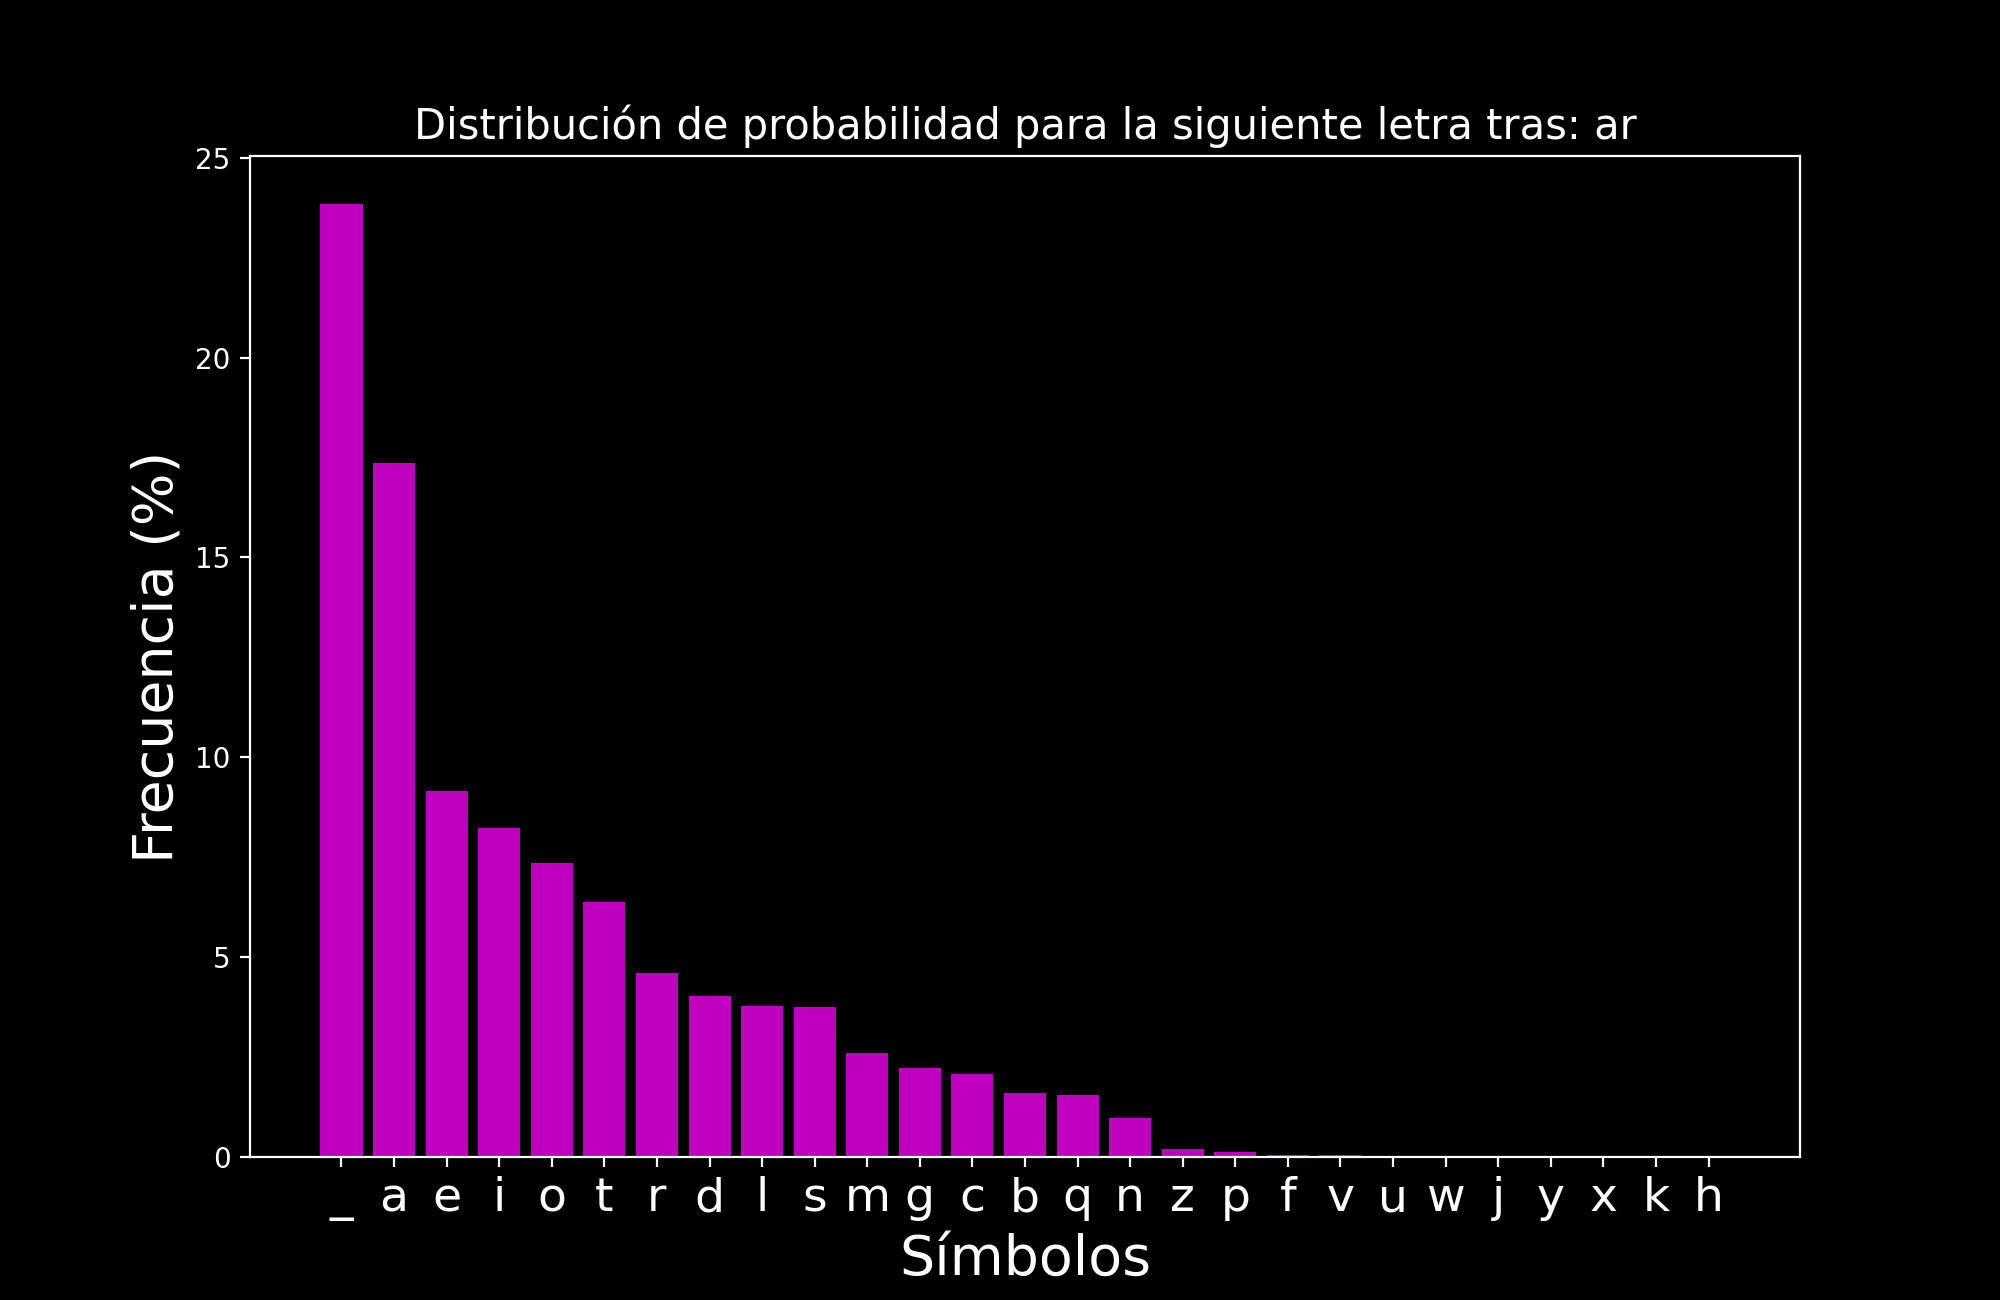 Distribución de probabilidad para la siguiente letra tras: ar
25
20
15
10
5
0
Frecuencia (%)
_ a e i o t r d l s m g c b q n z p f v u w j y x k h
Símbolos